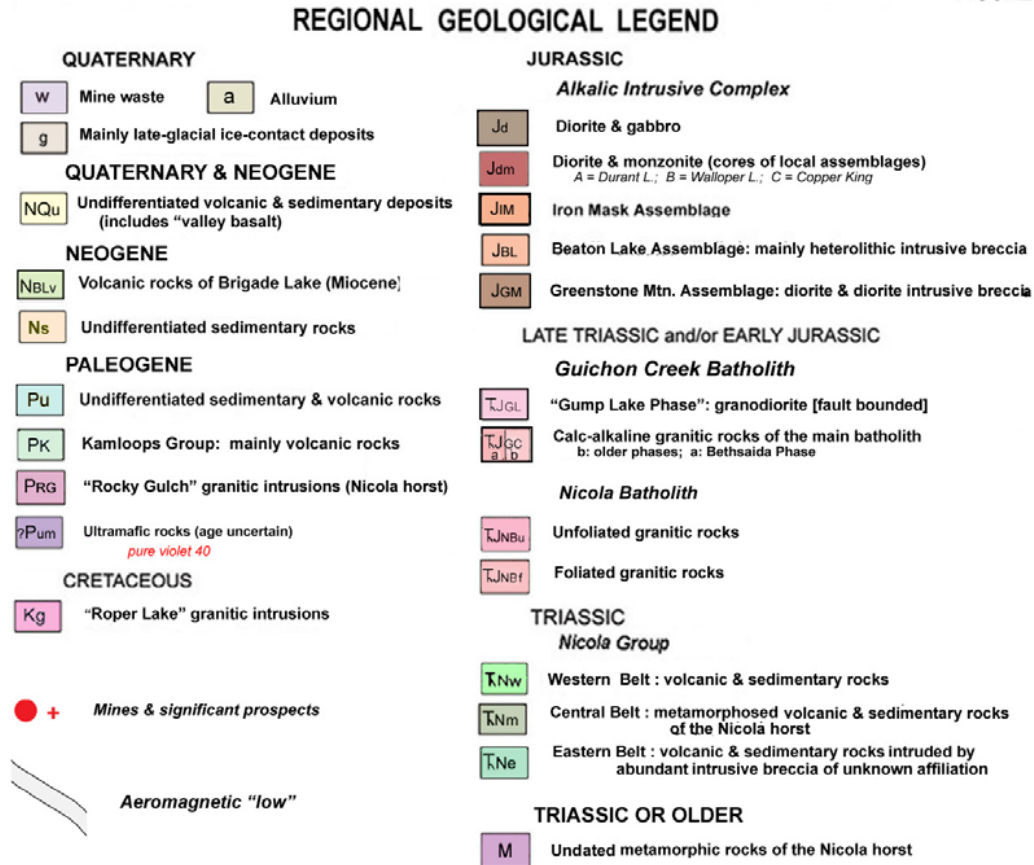 REGIONAL GEOLOGICAL LEGEND
QUATERNARY
w Mine waste
a Alluvium
g Mainly late-glacial ice-contact deposits
QUATERNARY & NEOGENE
NQu Undifferentiated volcanic & sedimentary deposits
(includes "valley basalt)
NEOGENE
NBLv Volcanic rocks of Brigade Lake (Miocene)
Ns Undifferentiated sedimentary rocks
PALEOGENE
Pu Undifferentiated sedimentary & volcanic rocks
PK Kamloops Group: mainly volcanic rocks
PRG "Rocky Gulch" granitic intrusions (Nicola horst)
?Pum Ultramafic rocks (age uncertain)
pure violet 40
CRETACEOUS
Kg "Roper Lake" granitic intrusions
+ Mines & significant prospects
Aeromagnetic "low"
JURASSIC
Alkalic Intrusive Complex
Jd Diorite & gabbro
Jdm Diorite & monzonite (cores of local assemblages)
A = Durant L.; B = Walloper L.; C = Copper King
JIM Iron Mask Assemblage
JBL Beaton Lake Assemblage: mainly heterolithic intrusive breccia
JGM Greenstone Mtn. Assemblage: diorite & diorite intrusive breccia
LATE TRIASSIC and/or EARLY JURASSIC
Guichon Creek Batholith
TJGL "Gump Lake Phase": granodiorite [fault bounded]
TJGC Calc-alkaline granitic rocks of the main batholith
a b b: older phases; a: Bethsaida Phase
Nicola Batholith
TJNBu Unfoliated granitic rocks
TJNBf Foliated granitic rocks
TRIASSIC
Nicola Group
TNw Western Belt : volcanic & sedimentary rocks
TNm Central Belt : metamorphosed volcanic & sedimentary rocks
of the Nicola horst
TNe Eastern Belt : volcanic & sedimentary rocks intruded by
abundant intrusive breccia of unknown affiliation
TRIASSIC OR OLDER
M Undated metamorphic rocks of the Nicola horst